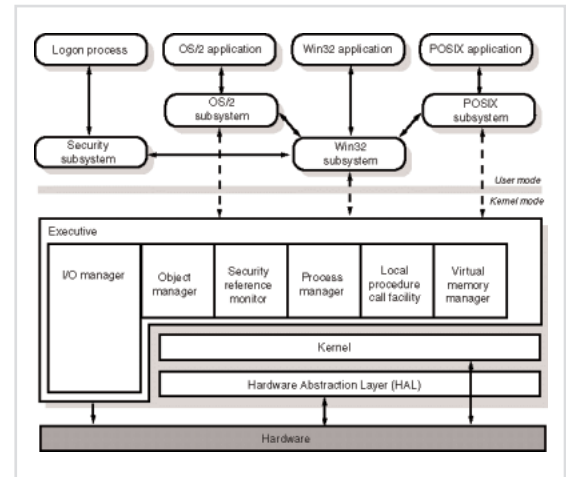 Logon process
OS/2 application
Win32 application
POSIX application
OS/2
subsystem
POSIX
subsystem
Security
subsystem
Win32
subsystem
User mode
Kernel mode
Executive
I/O manager
Object
manager
Security
reference
monitor
Process
manager
Local
procedure
call facility
Virtual
memory
manager
Kernel
Hardware Abstraction Layer (HAL)
Hardware